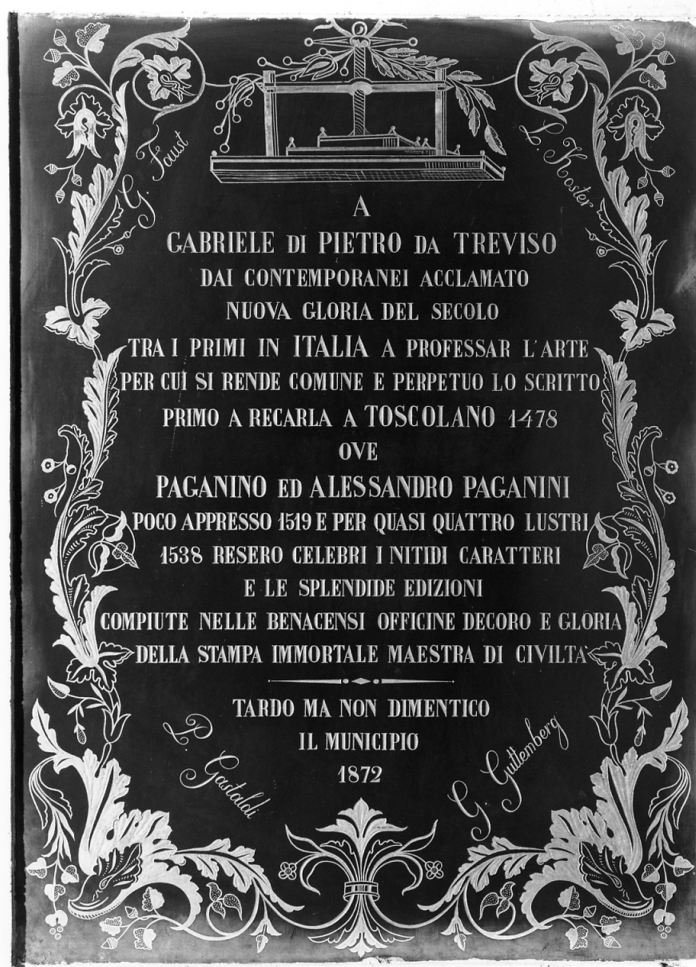 G. Faust
L. Koster
A
GABRIELE DI PIETRO DA TREVISO
DAI CONTEMPORANEI ACCLAMATO
NUOVA GLORIA DEL SECOLO
TRA I PRIMI IN ITALIA A PROFESSAR L'ARTE
PER CUI SI RENDE COMUNE E PERPETUO LO SCRITTO
PRIMO A RECARLA A TOSCOLANO 1478
OVE
PAGANINO ED ALESSANDRO PAGANINI
POCO APPRESSO 1519 E PER QUASI QUATTRO LUSTRI
1538 RESERO CELEBRI I NITIDI CARATTERI
E LE SPLENDIDE EDIZIONI
COMPIUTE NELLE BENACENSI OFFICINE DECORO E GLORIA
DELLA STAMPA IMMORTALE MAESTRA DI CIVILTA'
TARDO MA NON DIMENTICO
IL MUNICIPIO
1872
P. Gastaldi
G. Guttemberg